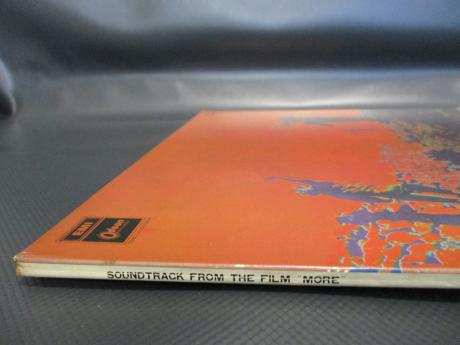 EMI
Odeon
SOUNDTRACK FROM THE FILM "MORE"